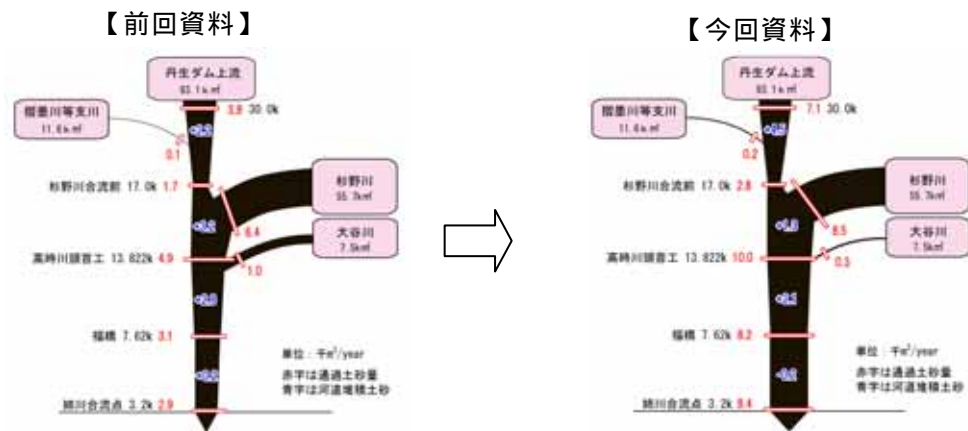 【前回資料】
丹生ダム上流
93.1k㎡
3.8 30.0k
摺墨川等支川
11.6k㎡
0.1
杉野川合流前 17.0k 1.7
杉野川
55.7k㎡
6.4
大谷川
7.5k㎡
高時川頭首工 13.822k 4.9
1.0
福橋 7.62k 3.1
単位：千m³/year
赤字は通過土砂量
青字は河道堆積土砂
姉川合流点 3.2k 2.9
【今回資料】
丹生ダム上流
93.1k㎡
7.1 30.0k
摺墨川等支川
11.6k㎡
0.2
杉野川合流前 17.0k 2.8
杉野川
55.7k㎡
8.5
大谷川
7.5k㎡
高時川頭首工 13.822k 10.0
福橋 7.62k 8.2
単位：千m³/year
赤字は通過土砂量
青字は河道堆積土砂
姉川合流点 3.2k 8.4